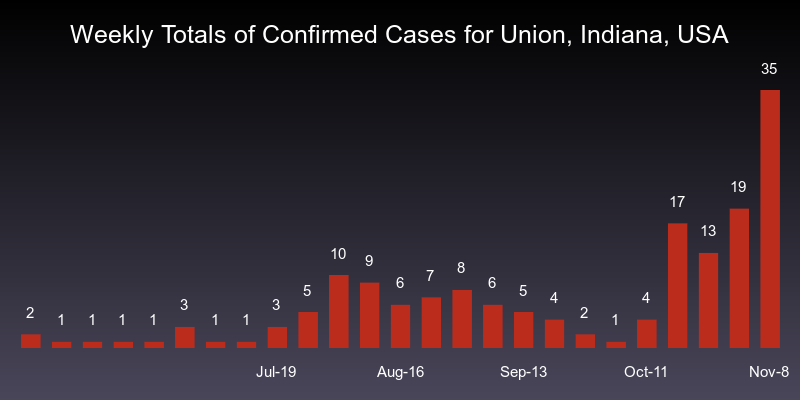 Weekly Totals of Confirmed Cases for Union, Indiana, USA
2 1 1 1 1 3 1 1 3 5 10 9 6 7 8 6 5 4 2 1 4 17 13 19 35
Jul-19 Aug-16 Sep-13 Oct-11 Nov-8